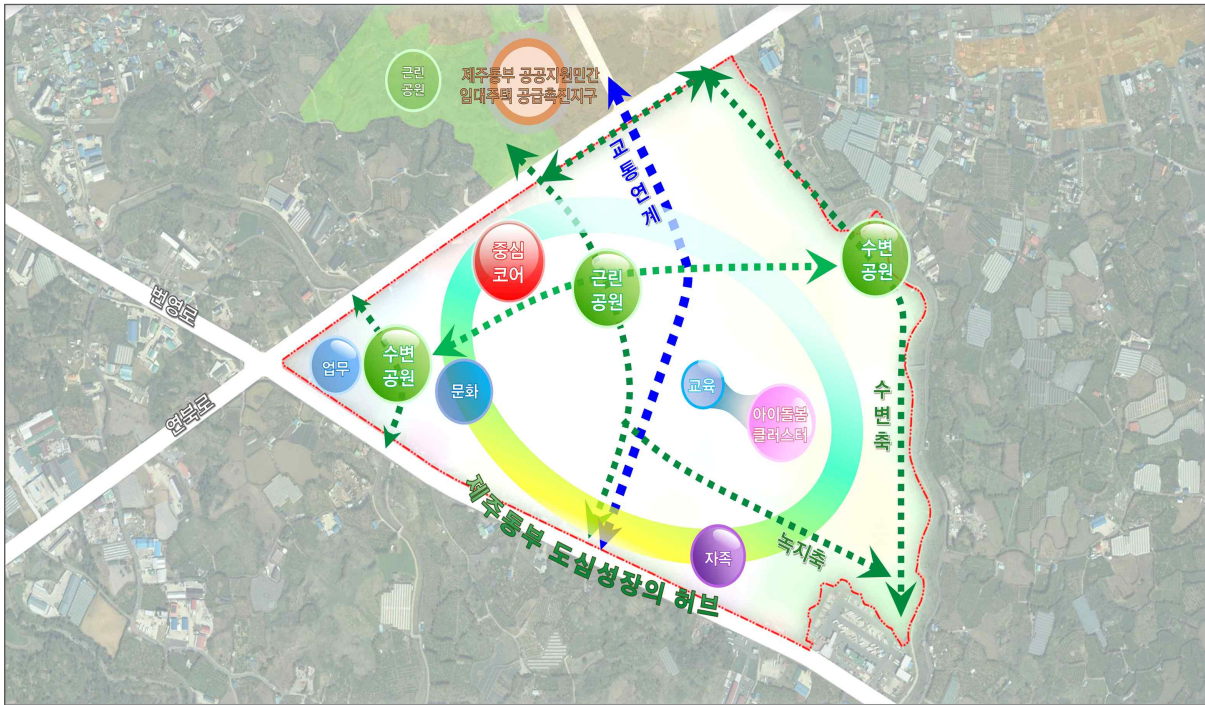 근린
공원
제주동부 공공지원민간
임대주택 공급촉진지구
교통연계
중심
코어
근린
공원
수변
공원
번영로
업무
수변
공원
문화
교육
아이돌봄
클러스터
수변축
연북로
제주동부 도심성장의 허브
자족
녹지축